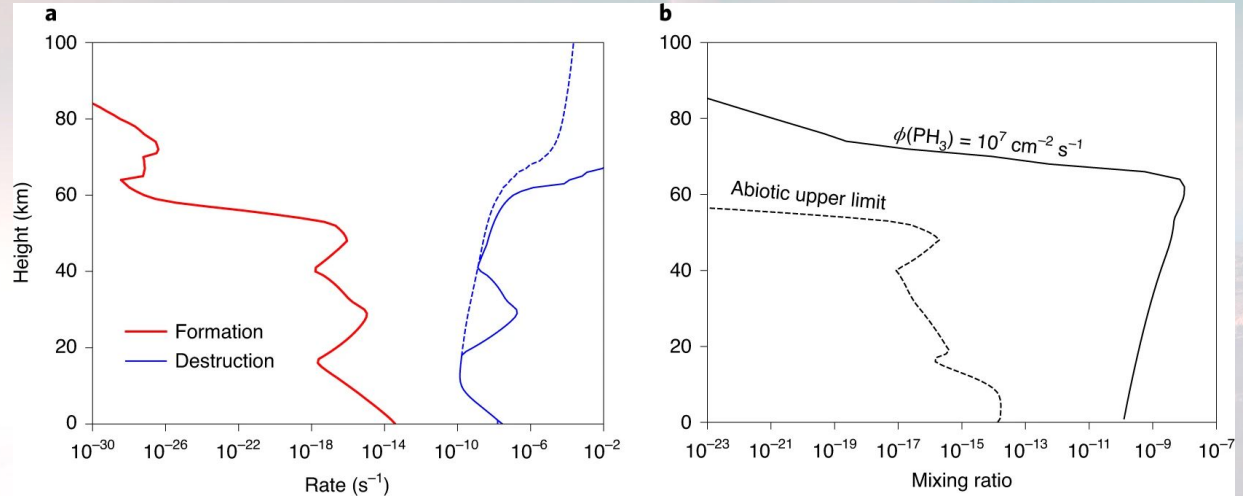 a
100
80
60
40
20
0
Height (km)
Formation
Destruction
10⁻³⁰ 10⁻²⁶ 10⁻²² 10⁻¹⁸ 10⁻¹⁴ 10⁻¹⁰ 10⁻⁶ 10⁻²
Rate (s⁻¹)
b
100
80
60
40
20
0
ϕ(PH₃) = 10⁷ cm⁻² s⁻¹
Abiotic upper limit
10⁻²³ 10⁻²¹ 10⁻¹⁹ 10⁻¹⁷ 10⁻¹⁵ 10⁻¹³ 10⁻¹¹ 10⁻⁹ 10⁻⁷
Mixing ratio